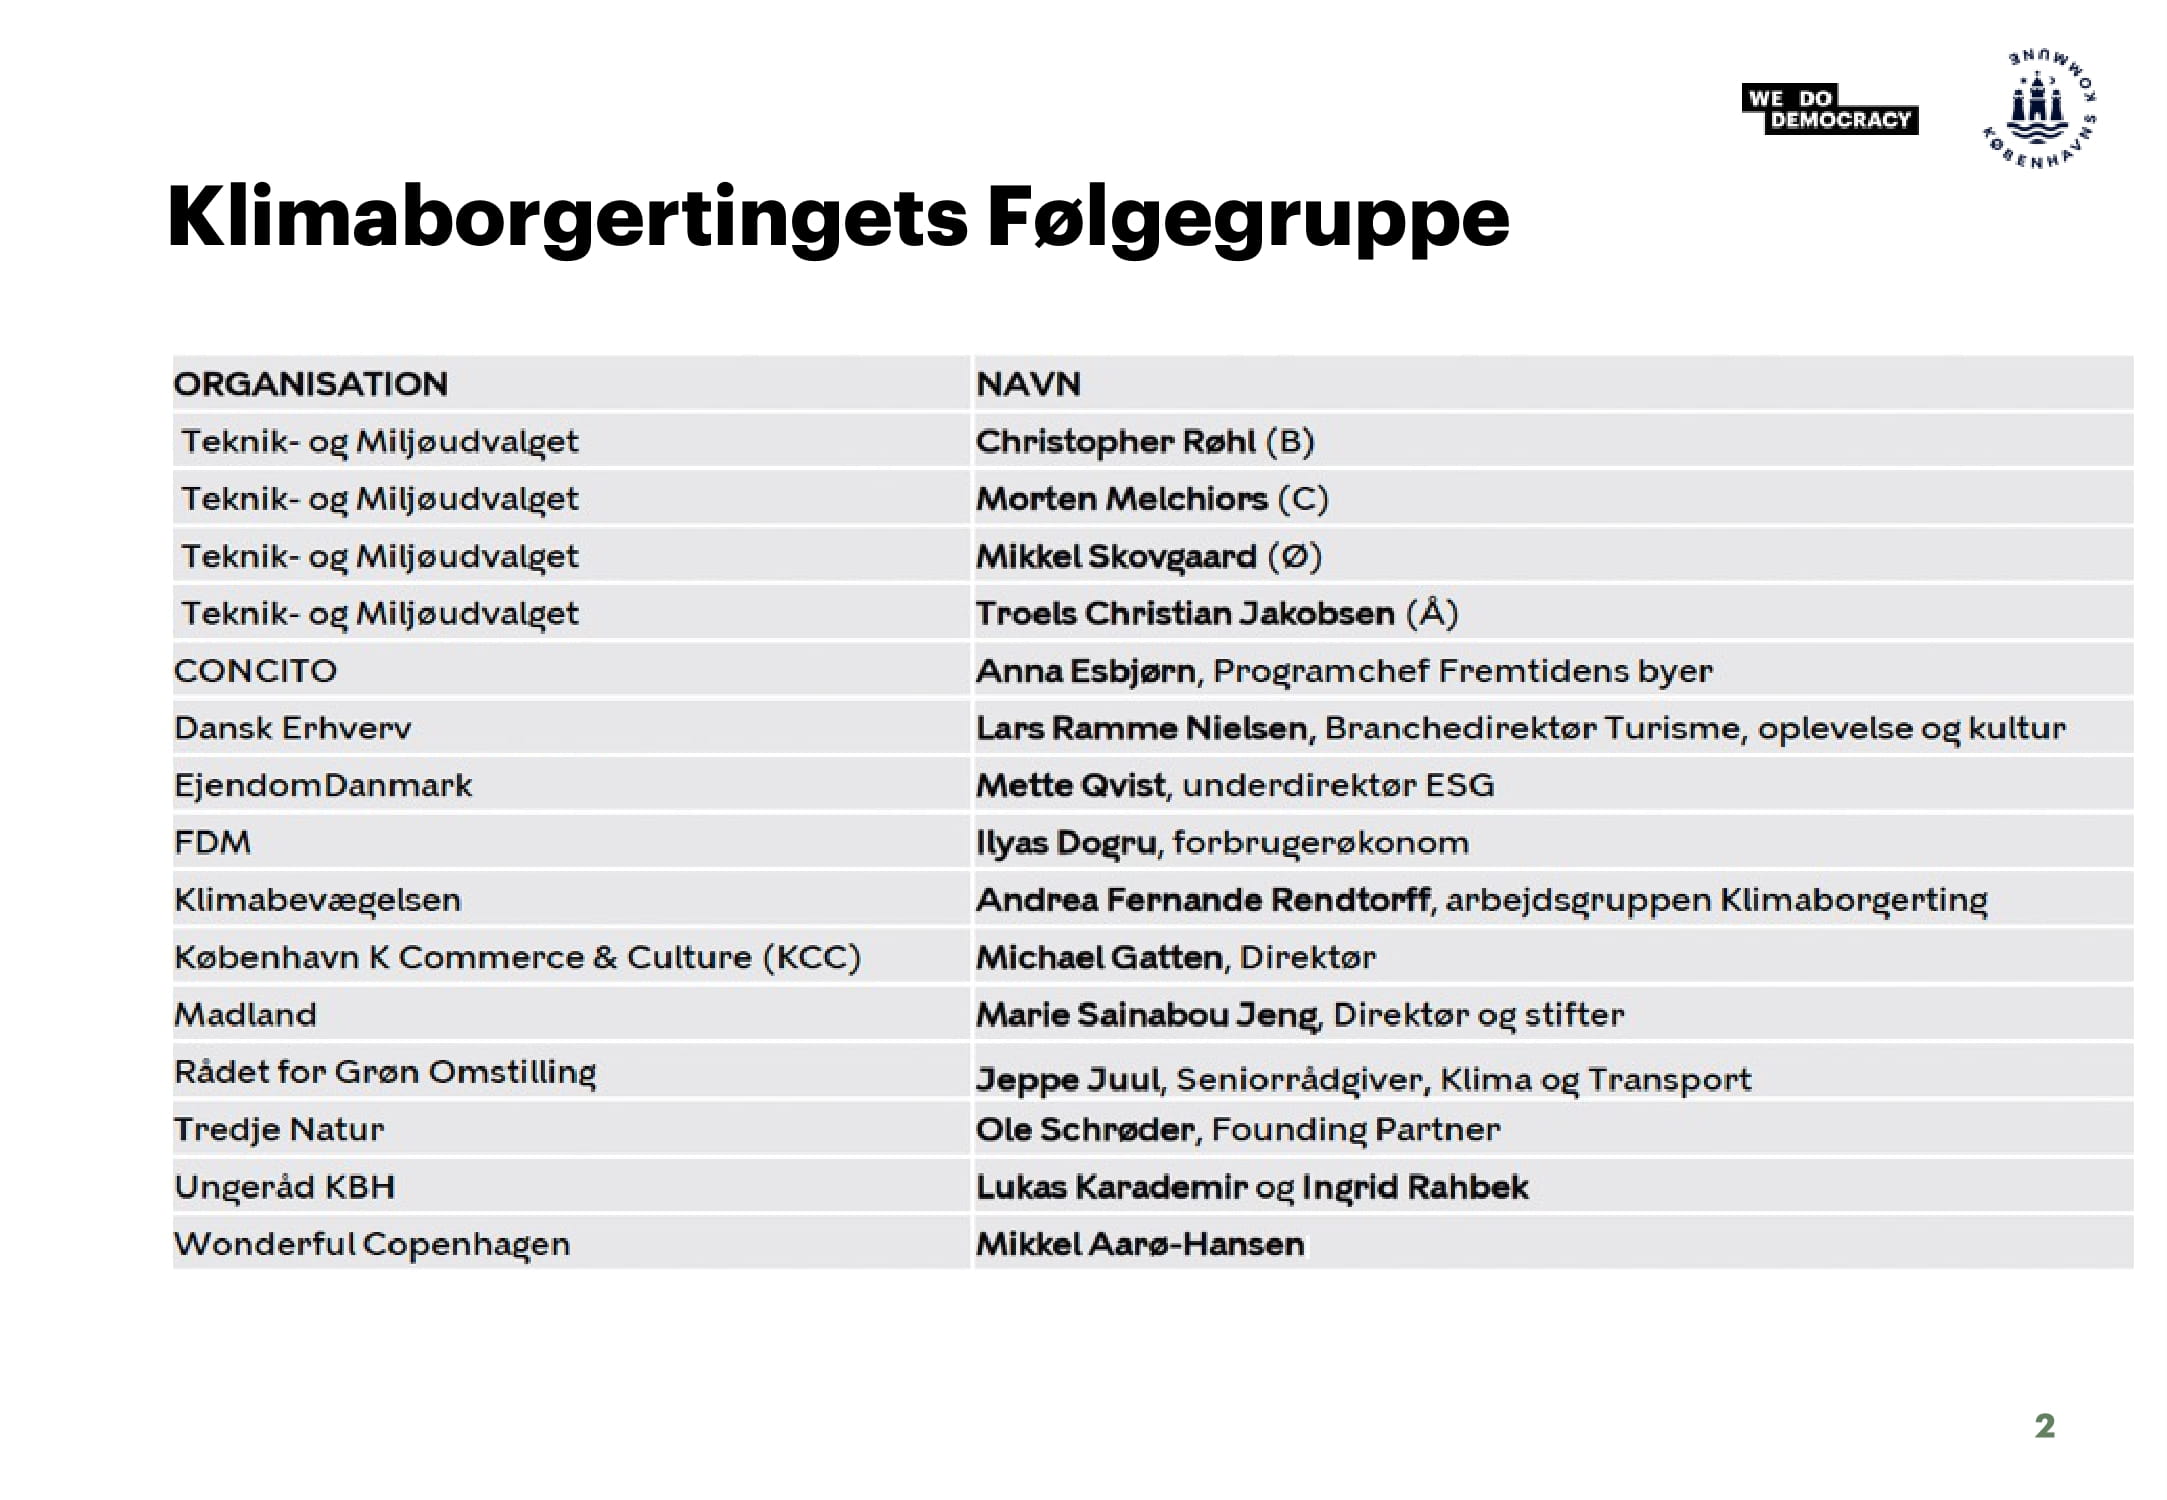 WE DO
DEMOCRACY
KØBENHAVNS KOMMUNE
Klimaborgertingets Følgegruppe
ORGANISATION NAVN
Teknik- og Miljøudvalget Christopher Røhl (B)
Teknik- og Miljøudvalget Morten Melchiors (C)
Teknik- og Miljøudvalget Mikkel Skovgaard (Ø)
Teknik- og Miljøudvalget Troels Christian Jakobsen (Å)
CONCITO Anna Esbjørn, Programchef Fremtidens byer
Dansk Erhverv Lars Ramme Nielsen, Branchedirektør Turisme, oplevelse og kultur
EjendomDanmark Mette Qvist, underdirektør ESG
FDM Ilyas Dogru, forbrugerøkonom
Klimabevægelsen Andrea Fernande Rendtorff, arbejdsgruppen Klimaborgerting
København K Commerce & Culture (KCC) Michael Gatten, Direktør
Madland Marie Sainabou Jeng, Direktør og stifter
Rådet for Grøn Omstilling Jeppe Juul, Seniorrådgiver, Klima og Transport
Tredje Natur Ole Schrøder, Founding Partner
Ungeråd KBH Lukas Karademir og Ingrid Rahbek
Wonderful Copenhagen Mikkel Aarø-Hansen
2